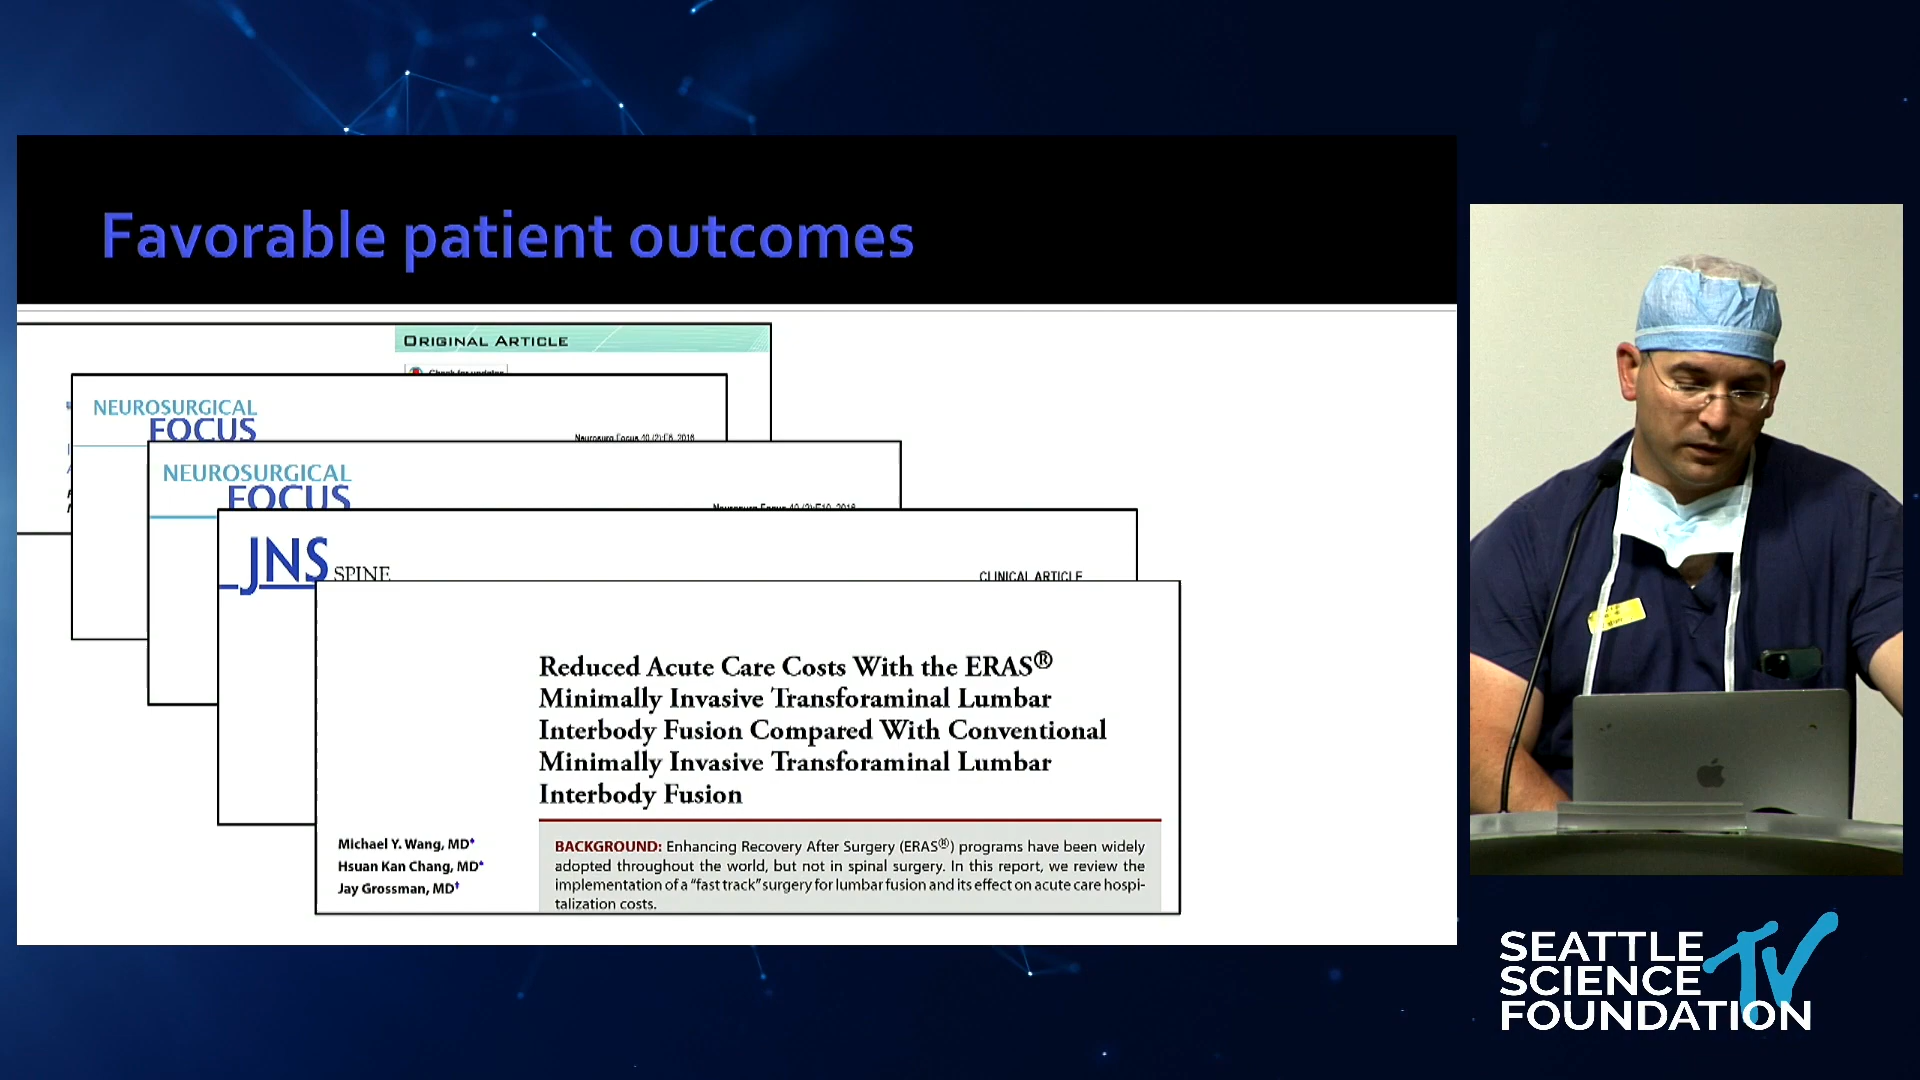 Favorable patient outcomes
ORIGINAL ARTICLE
Check for updates
NEUROSURGICAL
FOCUS
Neurosurg Focus 40 (2):E6, 2016
NEUROSURGICAL
FOCUS
Neurosurg Focus 40 (2):E10, 2016
JNS SPINE
CLINICAL ARTICLE
Reduced Acute Care Costs With the ERAS®
Minimally Invasive Transforaminal Lumbar
Interbody Fusion Compared With Conventional
Minimally Invasive Transforaminal Lumbar
Interbody Fusion
Michael Y. Wang, MD*
Hsuan Kan Chang, MD*
Jay Grossman, MD†
BACKGROUND: Enhancing Recovery After Surgery (ERAS®) programs have been widely
adopted throughout the world, but not in spinal surgery. In this report, we review the
implementation of a “fast track” surgery for lumbar fusion and its effect on acute care hospi-
talization costs.
SEATTLE
SCIENCE TV
FOUNDATION